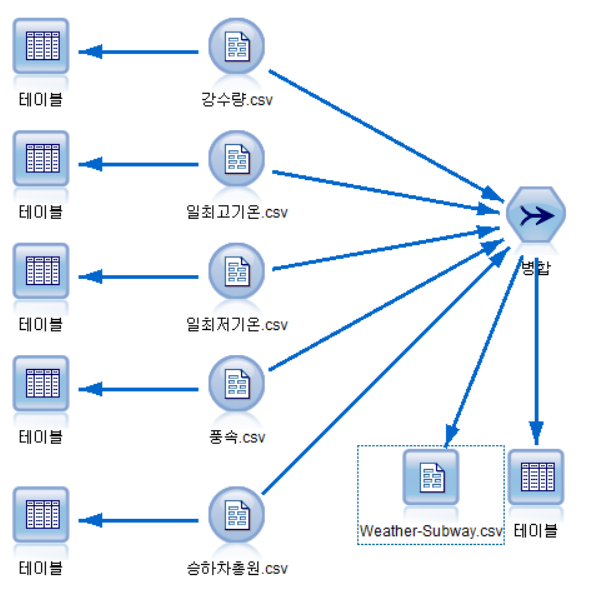 테이블
강수량.csv
테이블
일최고기온.csv
병합
테이블
일최저기온.csv
테이블
풍속.csv
Weather-Subway.csv
테이블
테이블
승하차총원.csv